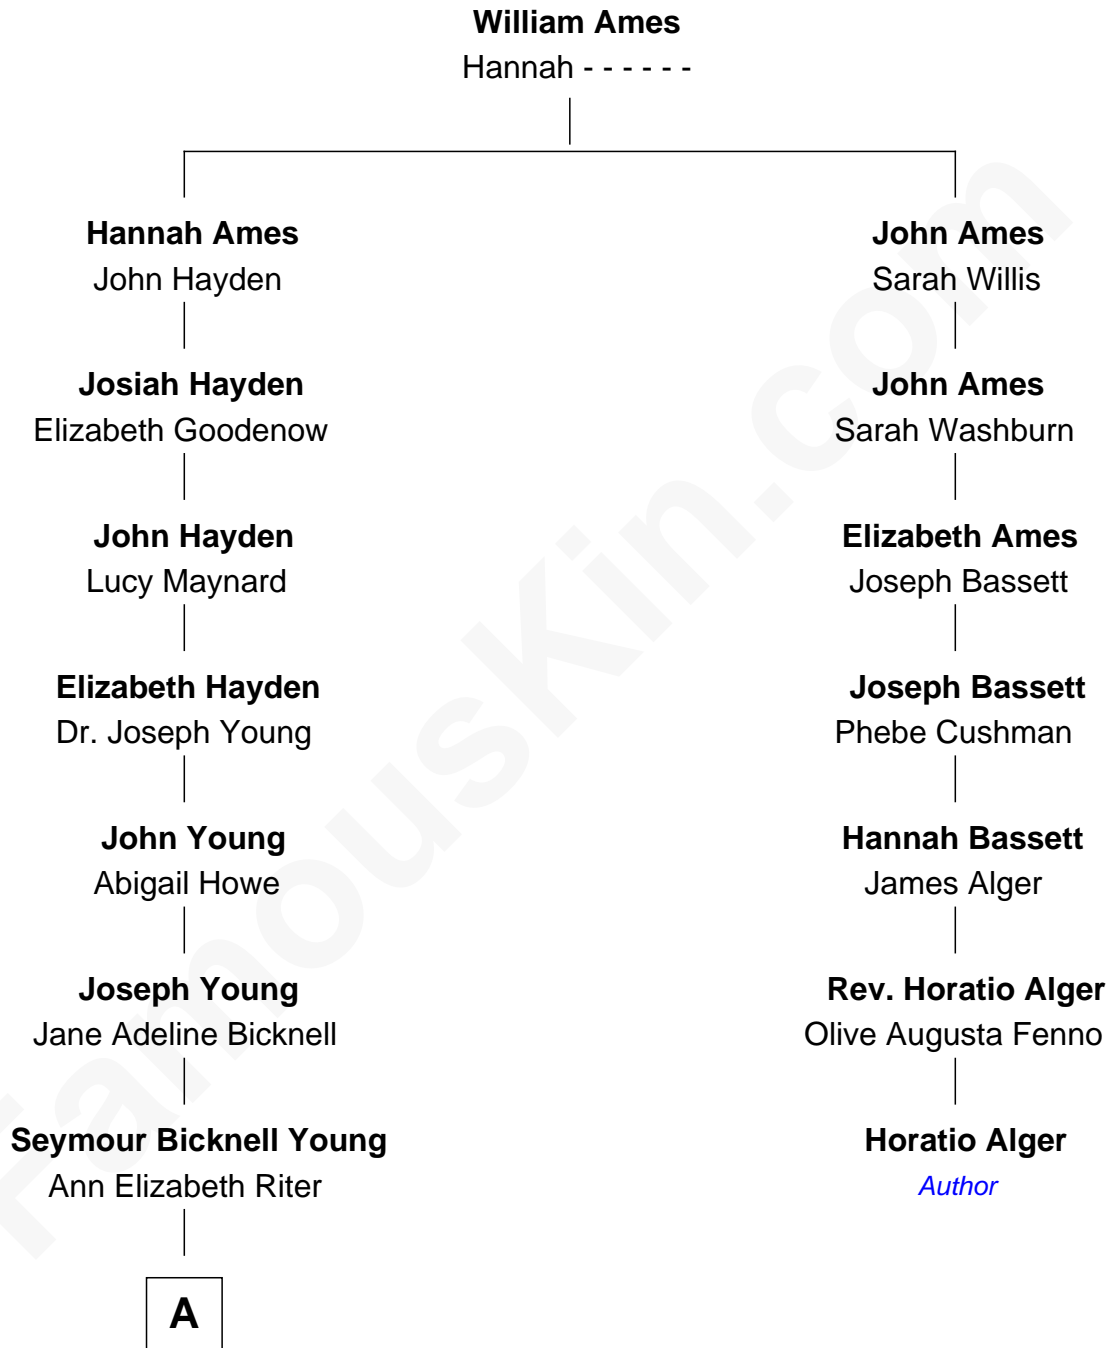 William Ames
Hannah - - - - - -
Hannah Ames
John Hayden
John Ames
Sarah Willis
Josiah Hayden
Elizabeth Goodenow
John Ames
Sarah Washburn
John Hayden
Lucy Maynard
Elizabeth Ames
Joseph Bassett
Elizabeth Hayden
Dr. Joseph Young
Joseph Bassett
Phebe Cushman
John Young
Abigail Howe
Hannah Bassett
James Alger
Joseph Young
Jane Adeline Bicknell
Rev. Horatio Alger
Olive Augusta Fenno
Seymour Bicknell Young
Ann Elizabeth Riter
Horatio Alger
Author
A
FamousKin.com